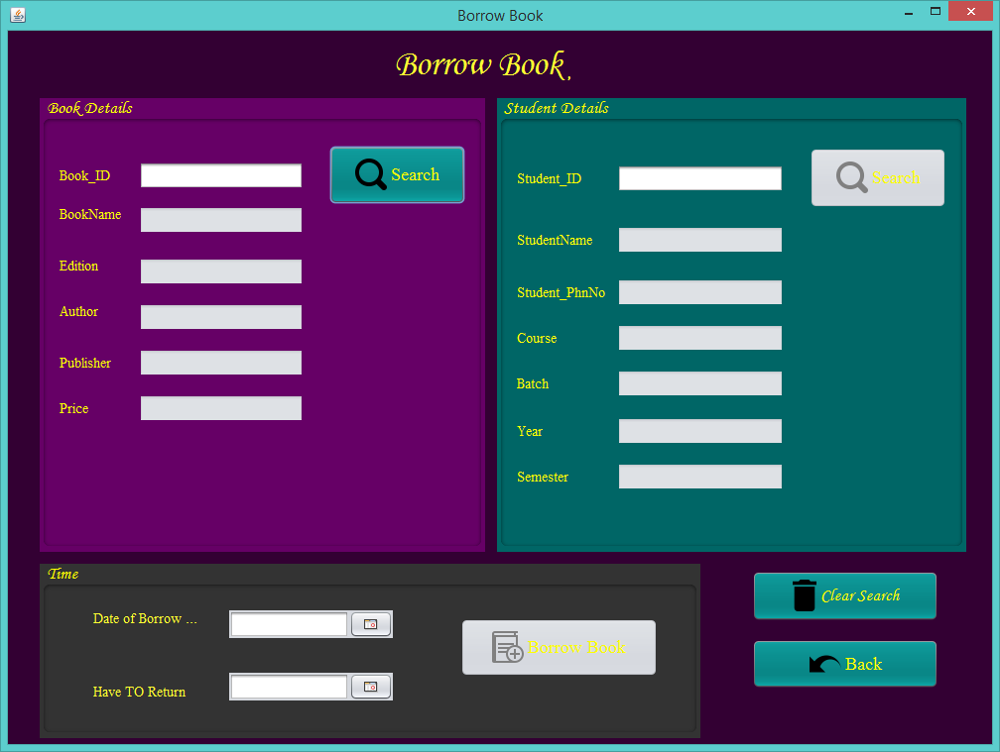 Borrow Book
Borrow Book.
Book Details
Book_ID
Search
BookName
Edition
Author
Publisher
Price
Student Details
Student_ID
Search
StudentName
Student_PhnNo
Course
Batch
Year
Semester
Time
Date of Borrow ...
Have TO Return
Borrow Book
Clear Search
Back